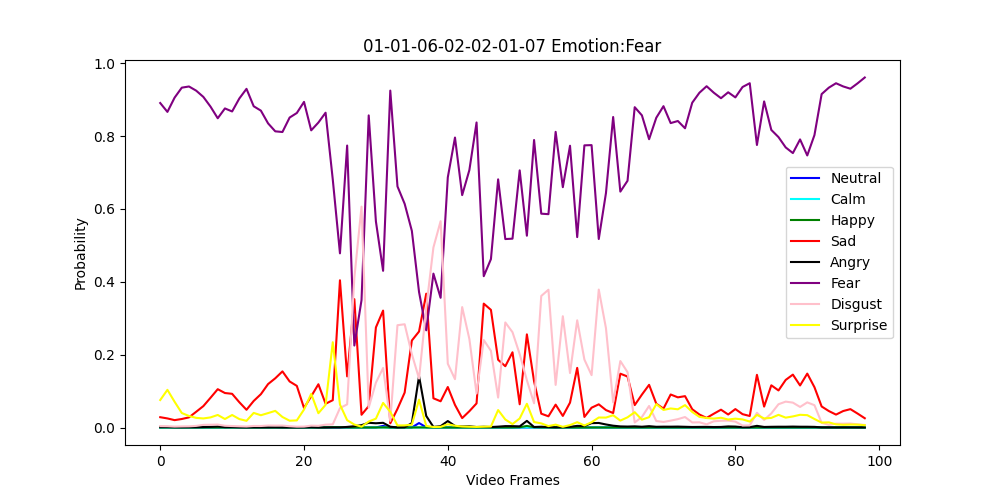 01-01-06-02-02-01-07 Emotion:Fear
1.0
0.8
0.6
0.4
0.2
0.0
Probability
0
20
40
60
80
100
Video Frames
Neutral
Calm
Happy
Sad
Angry
Fear
Disgust
Surprise